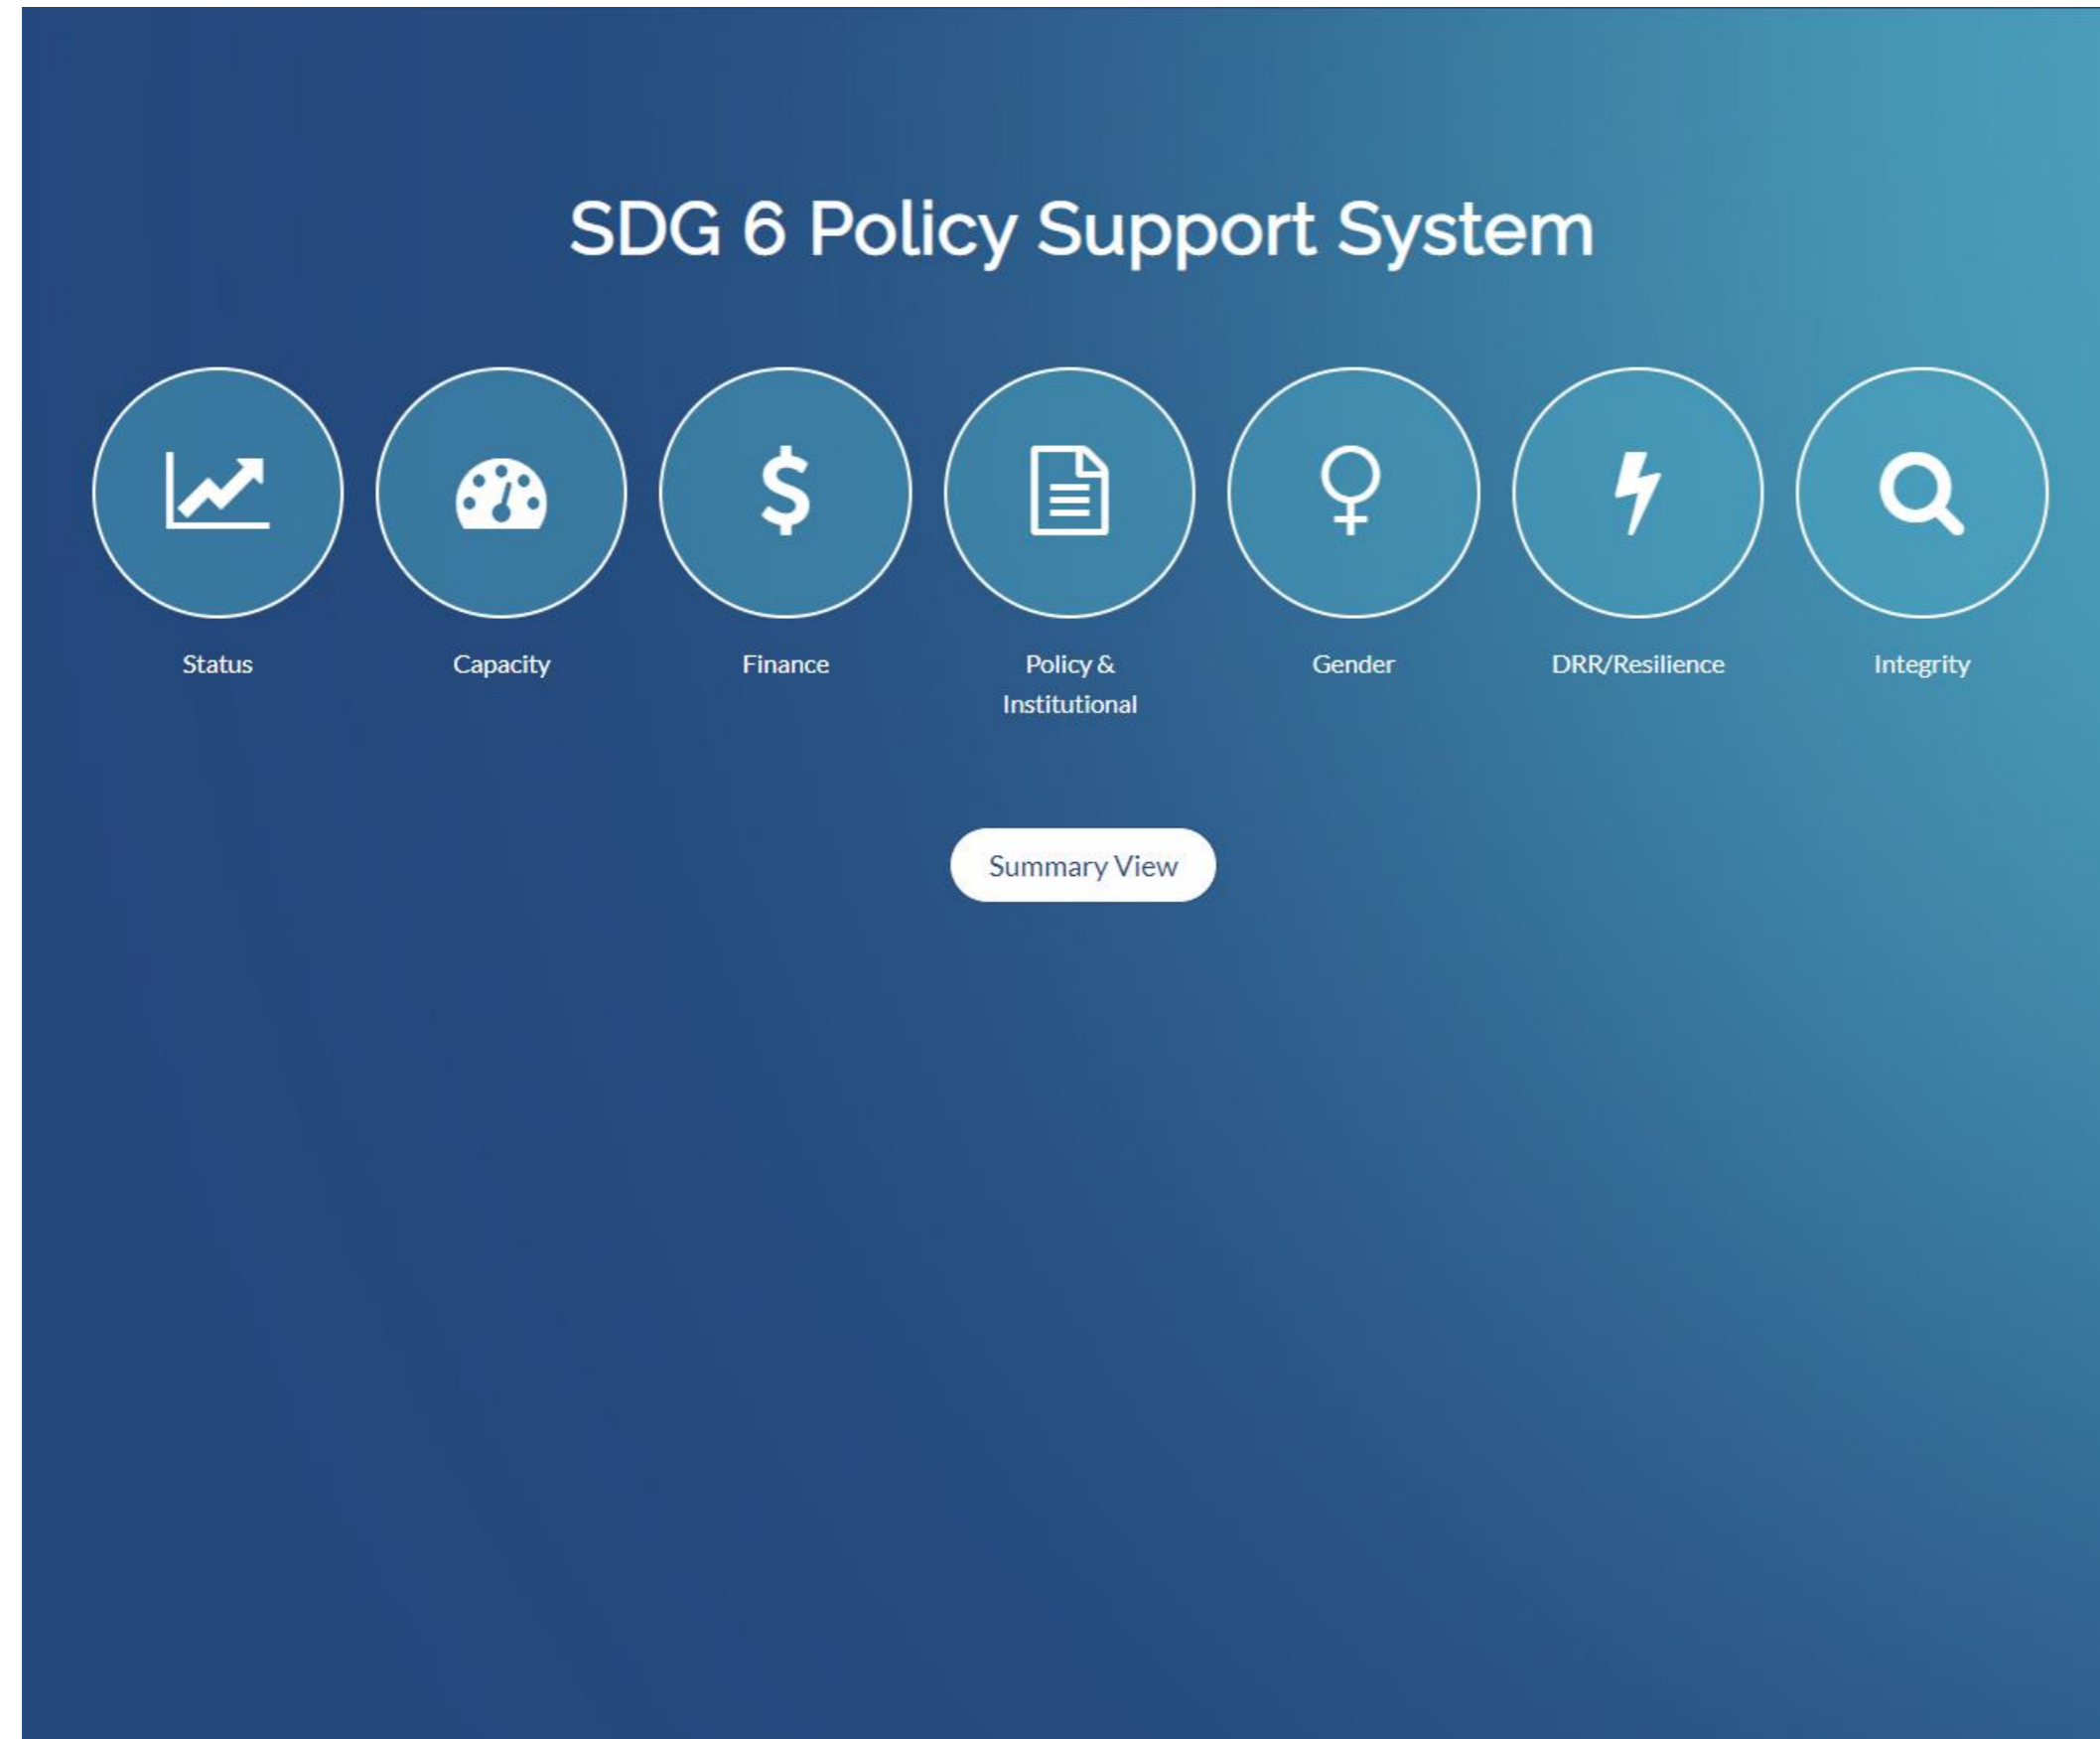 SDG 6 Policy Support System
Status
Capacity
Finance
Policy &
Institutional
Gender
DRR/Resilience
Integrity
Summary View